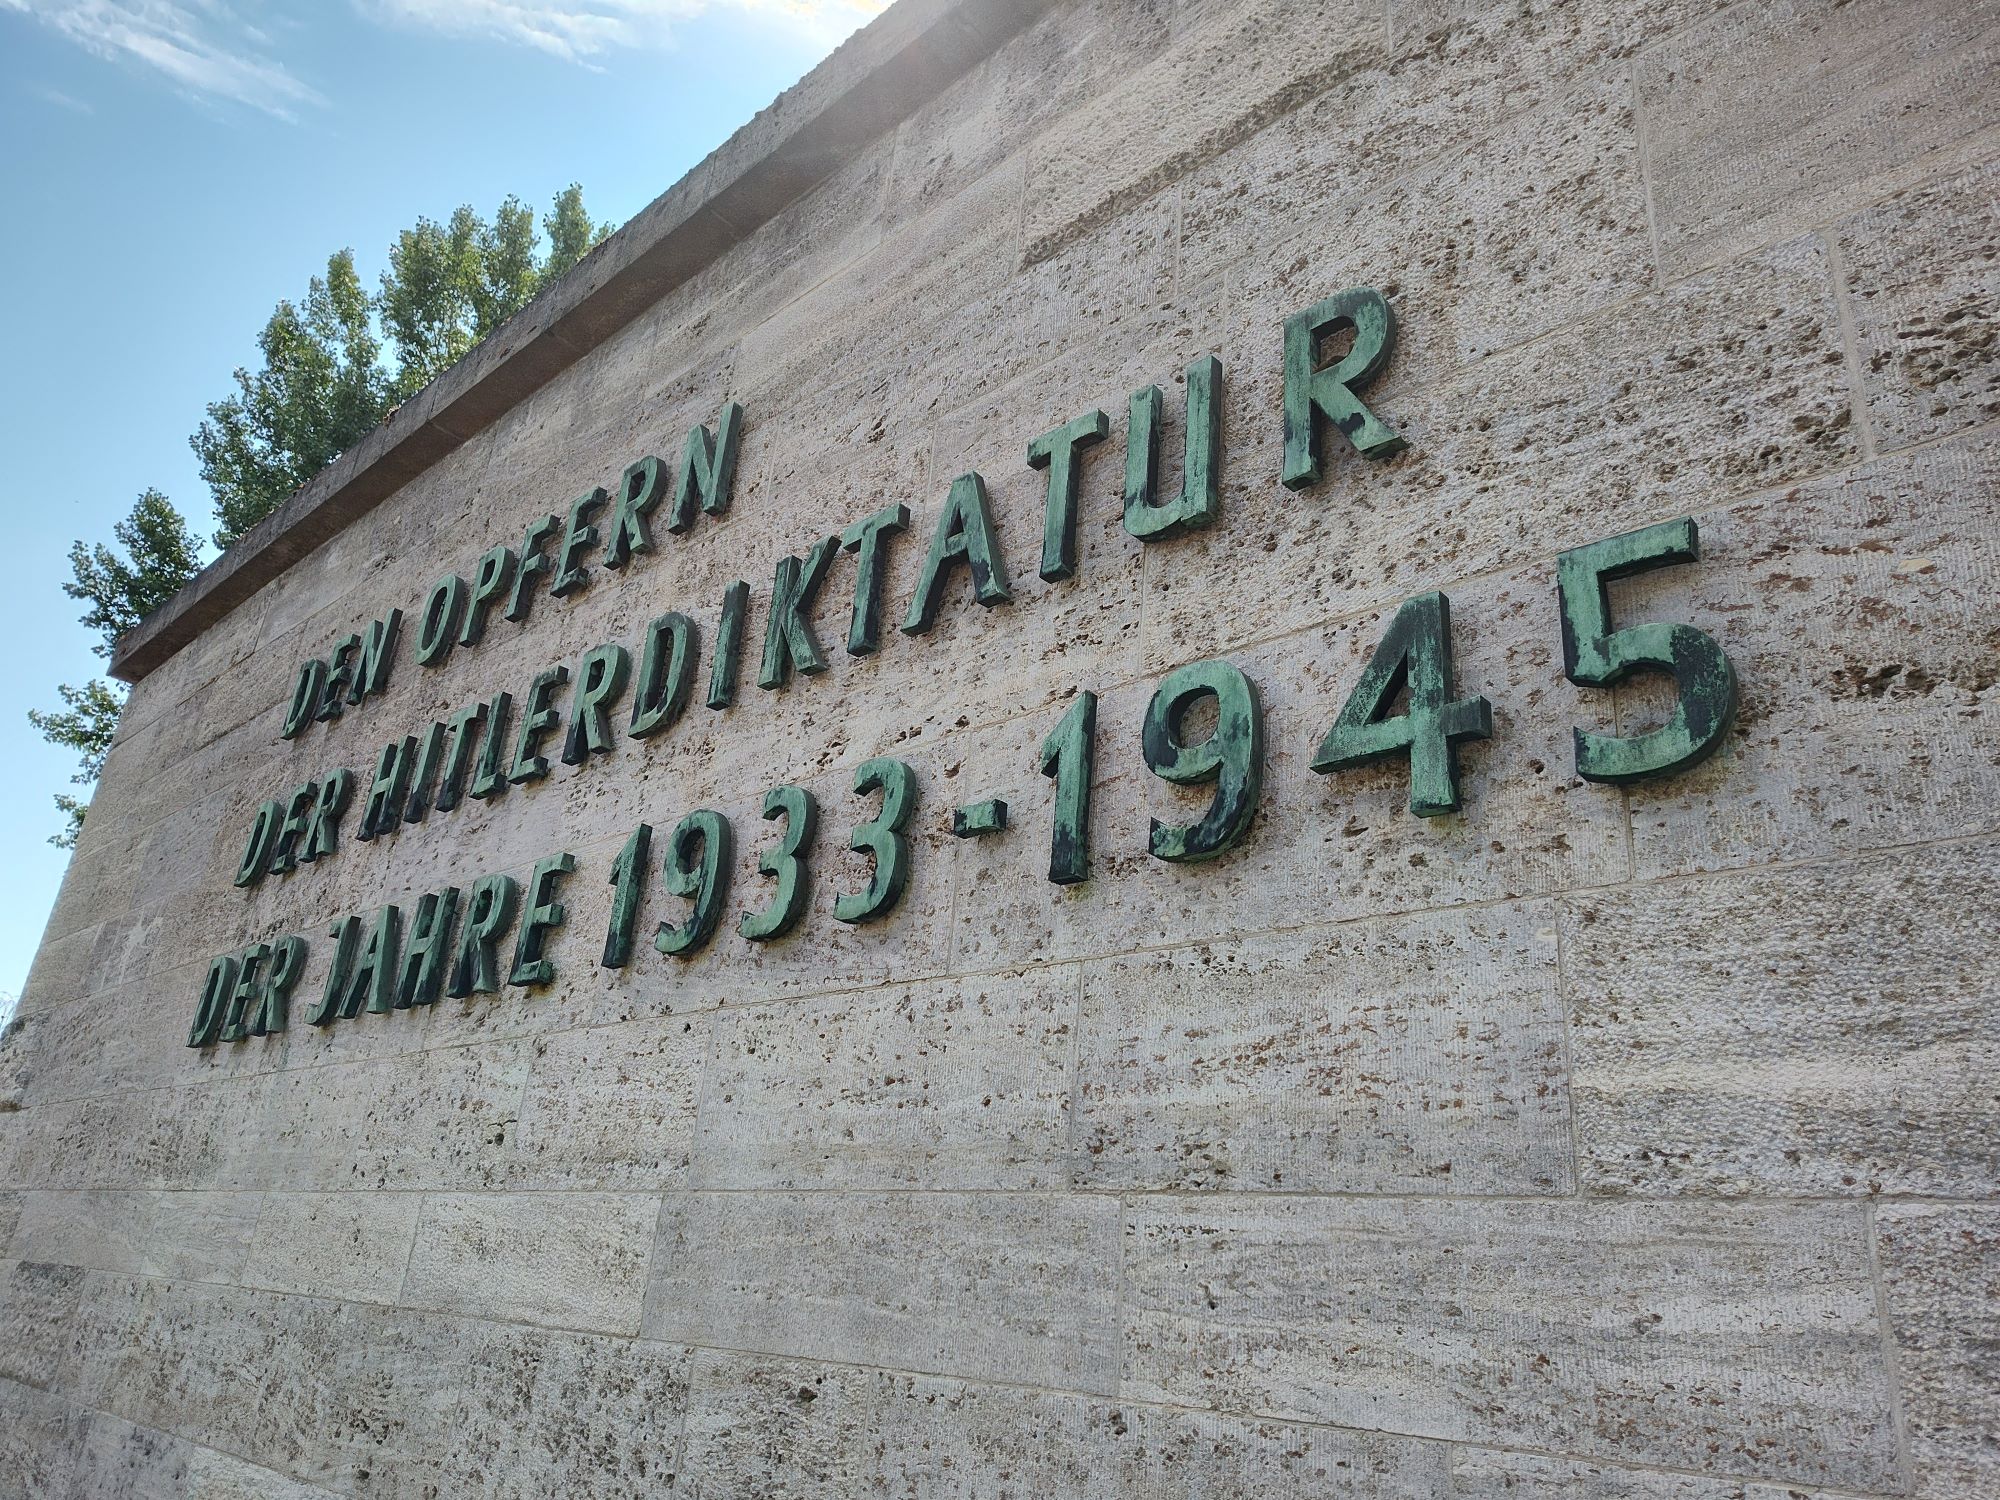 DEN OPFERN
DER HITLERDIKTATUR
DER JAHRE 1933-1945